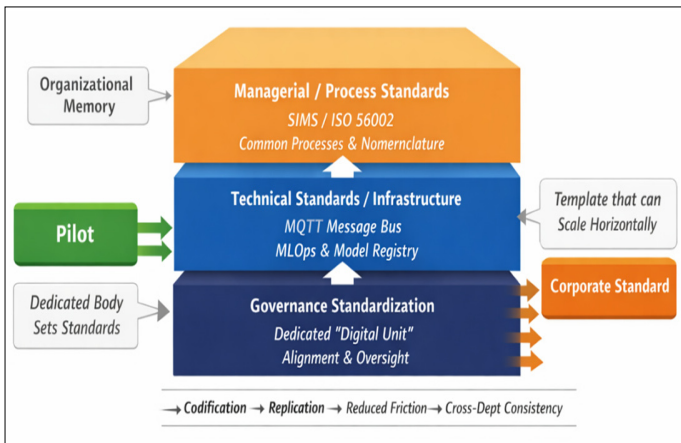 Organizational
Memory
Managerial / Process Standards
SIMS / ISO 56002
Common Processes & Nomernclature
Technical Standards / Infrastructure
MQTT Message Bus
MLOps & Model Registry
Pilot
Template that can
Scale Horizontally
Dedicated Body
Sets Standards
Governance Standardization
Dedicated "Digital Unit"
Alignment & Oversight
Corporate Standard
→ Codification → Replication → Reduced Friction → Cross-Dept Consistency